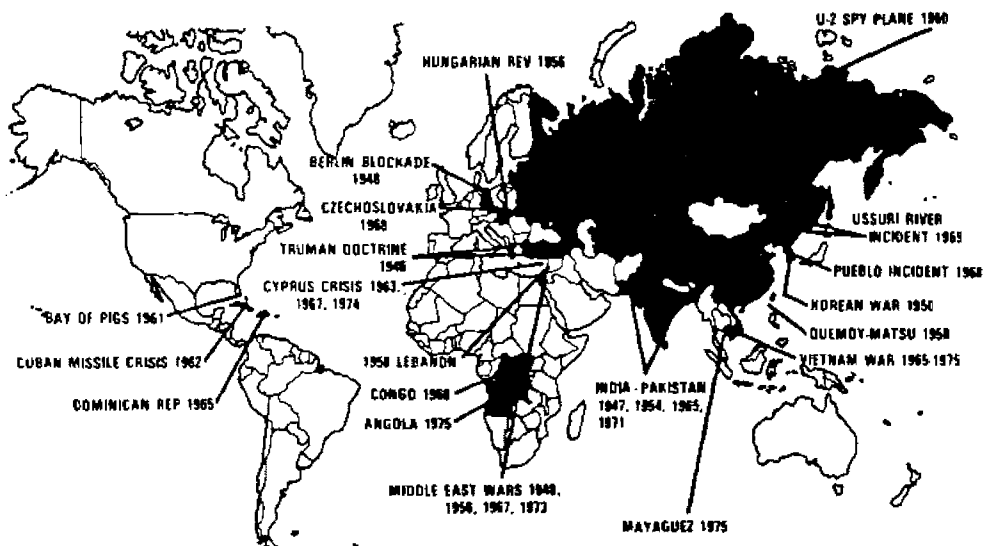 U-2 SPY PLANE 1960
HUNGARIAN REV 1956
BERLIN BLOCKADE
1948
CZECHOSLOVAKIA
1968
TRUMAN DOCTRINE
1946
CYPRUS CRISIS 1963,
1967, 1974
USSURI RIVER
INCIDENT 1969
PUEBLO INCIDENT 1968
KOREAN WAR 1950
QUEMOY-MATSU 1958
VIETNAM WAR 1965-1975
BAY OF PIGS 1961
CUBAN MISSILE CRISIS 1962
DOMINICAN REP 1965
1958 LEBANON
CONGO 1960
ANGOLA 1975
INDIA-PAKISTAN
1947, 1954, 1965,
1971
MIDDLE EAST WARS 1948,
1956, 1967, 1973
MAYAGUEZ 1975